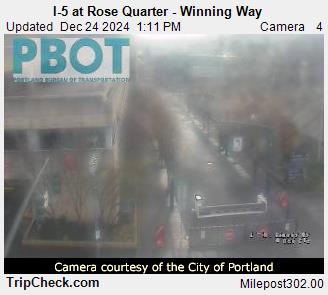 I-5 at Rose Quarter - Winning Way
Updated  Dec 24 2024  1:11 PM  Camera  4
PBOT
PORTLAND BUREAU OF TRANSPORTATION
Camera courtesy of the City of Portland
TripCheck.com  Milepost302.00